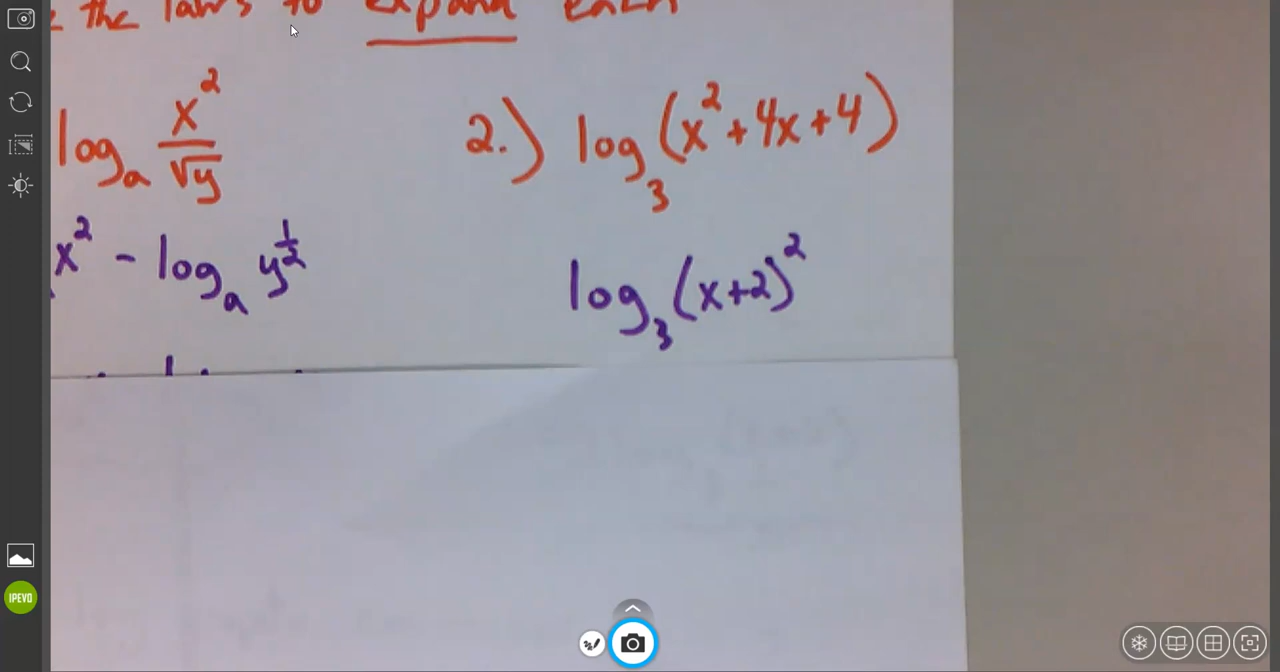 the laws to expand each
log_a x^2/√y
2.) log_3 (x^2+4x+4)
x^2 - log_a y^1/2
log_3 (x+2)^2
IPEVO